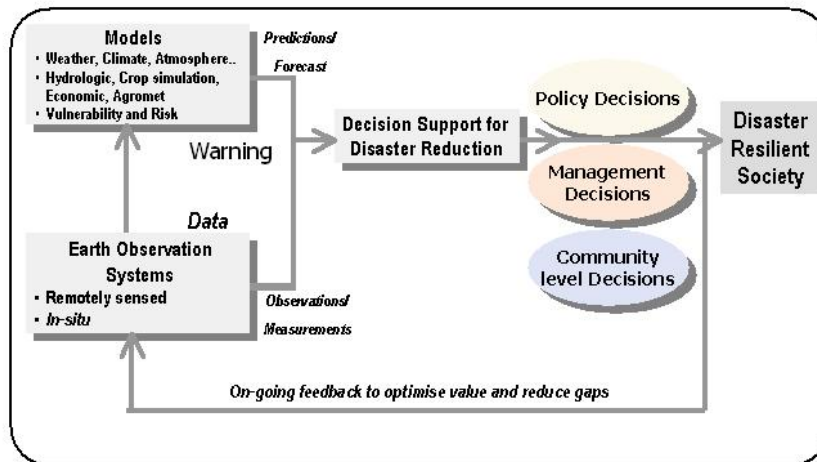 Models
• Weather, Climate, Atmosphere..
• Hydrologic, Crop simulation,
Economic, Agromet
• Vulnerability and Risk
Predictions/
Forecast
Warning
Data
Earth Observation
Systems
• Remotely sensed
• In-situ
Observations/
Measurements
Decision Support for
Disaster Reduction
Policy Decisions
Management
Decisions
Community
level Decisions
Disaster
Resilient
Society
On-going feedback to optimise value and reduce gaps